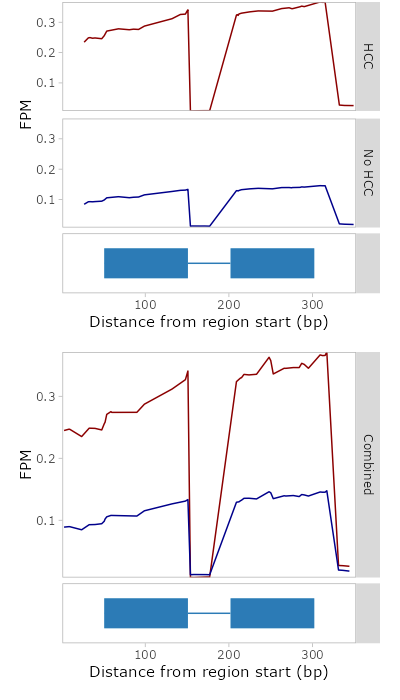 0.3
0.2
0.1
HCC
FPM
0.3
0.2
0.1
No HCC
100
200
300
Distance from region start (bp)
0.3
0.2
0.1
FPM
Combined
100
200
300
Distance from region start (bp)